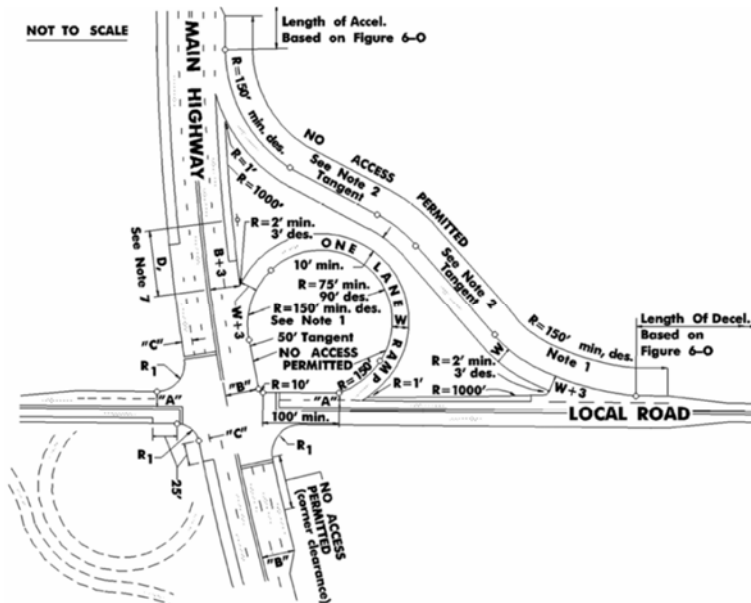 NOT TO SCALE
MAIN HIGHWAY
Length of Accel.
Based on Figure 6-O
R=150'
min. des.
NO ACCESS PERMITTED
See Note 2
Tangent
R=1'
R=1000'
R=2' min.
3' des.
See Note 7
D,
B+3
ONE LANE RAMP
10' min.
R=75' min.
90' des.
W
W+3
R=150' min. des.
See Note 1
50' Tangent
NO ACCESS
PERMITTED
See Note 2
Tangent
R=150' min. des.
Note 1
Length Of Decel.
Based on
Figure 6-O
W
R=2' min.
3' des.
W+3
"C"
R1
"A"
"B"
R=10'
R=150'
"A"
100' min.
R=1'
R=1000'
LOCAL ROAD
"C"
R1
25'
R1
NO ACCESS
PERMITTED
(corner clearance)
"B"